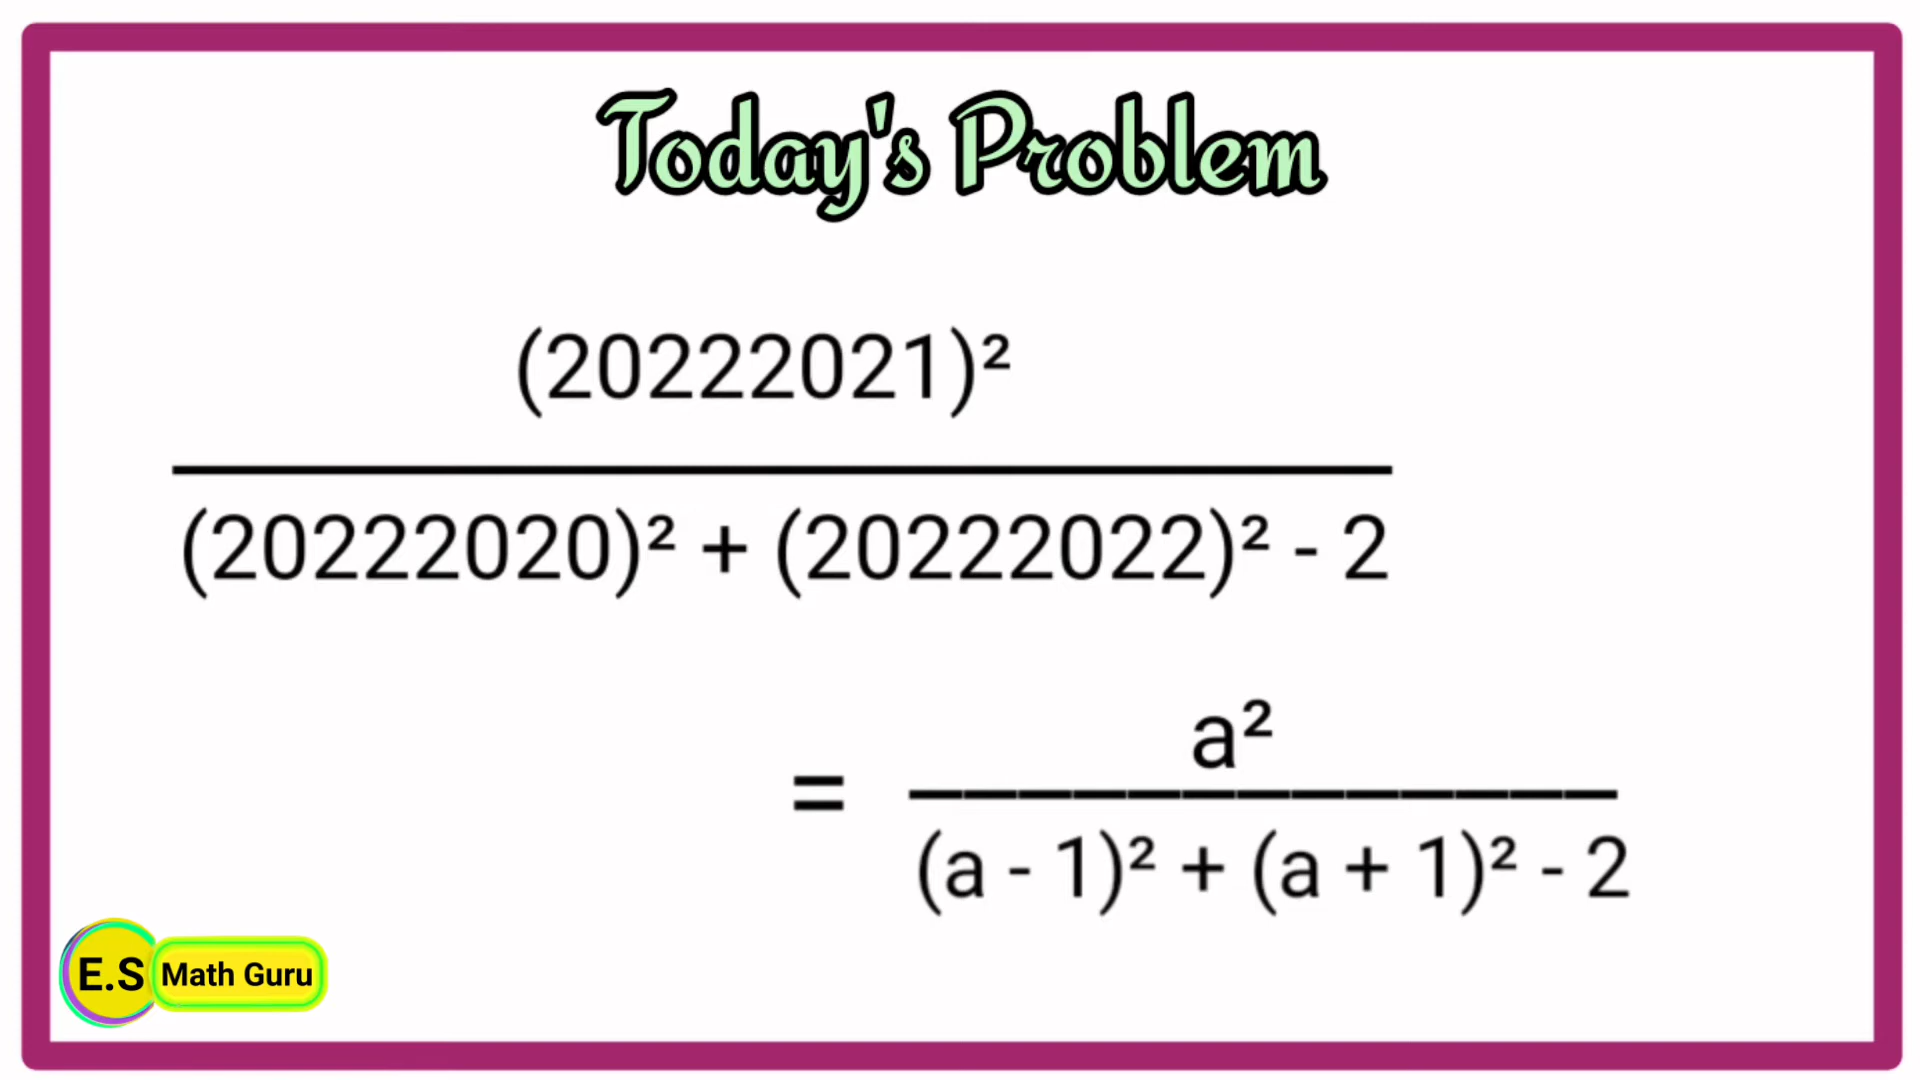 Today's Problem
(20222021)²
(20222020)² + (20222022)² - 2
a²
=
(a - 1)² + (a + 1)² - 2
E.S Math Guru